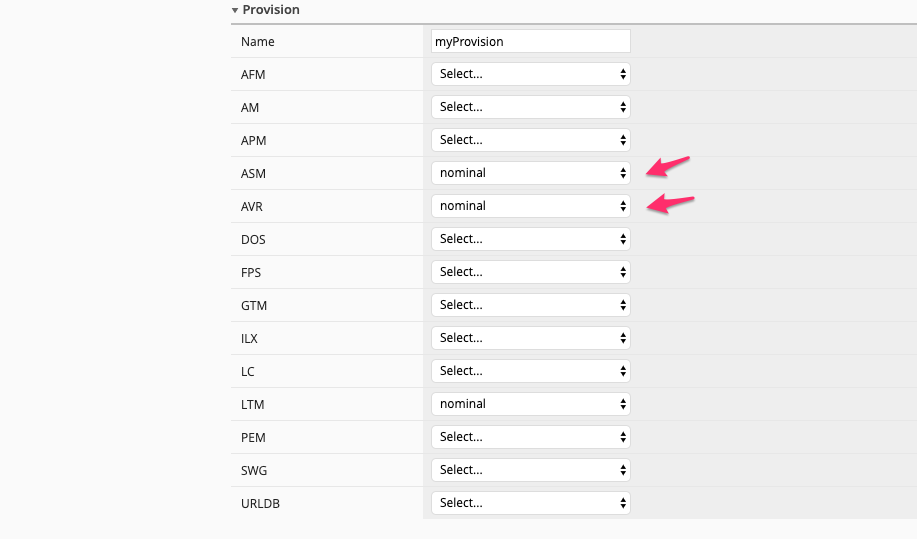 Provision
Name myProvision
AFM Select...
AM Select...
APM Select...
ASM nominal
AVR nominal
DOS Select...
FPS Select...
GTM Select...
ILX Select...
LC Select...
LTM nominal
PEM Select...
SWG Select...
URLDB Select...